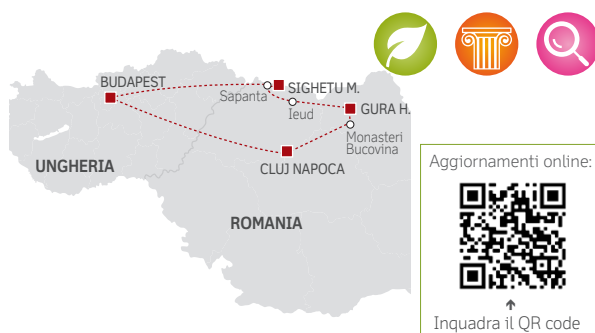 BUDAPEST
SIGHETU M.
Sapanta
Ieud
GURA H.
Monasteri
Bucovina
UNGHERIA
CLUJ NAPOCA
ROMANIA
Aggiornamenti online:
Inquadra il QR code